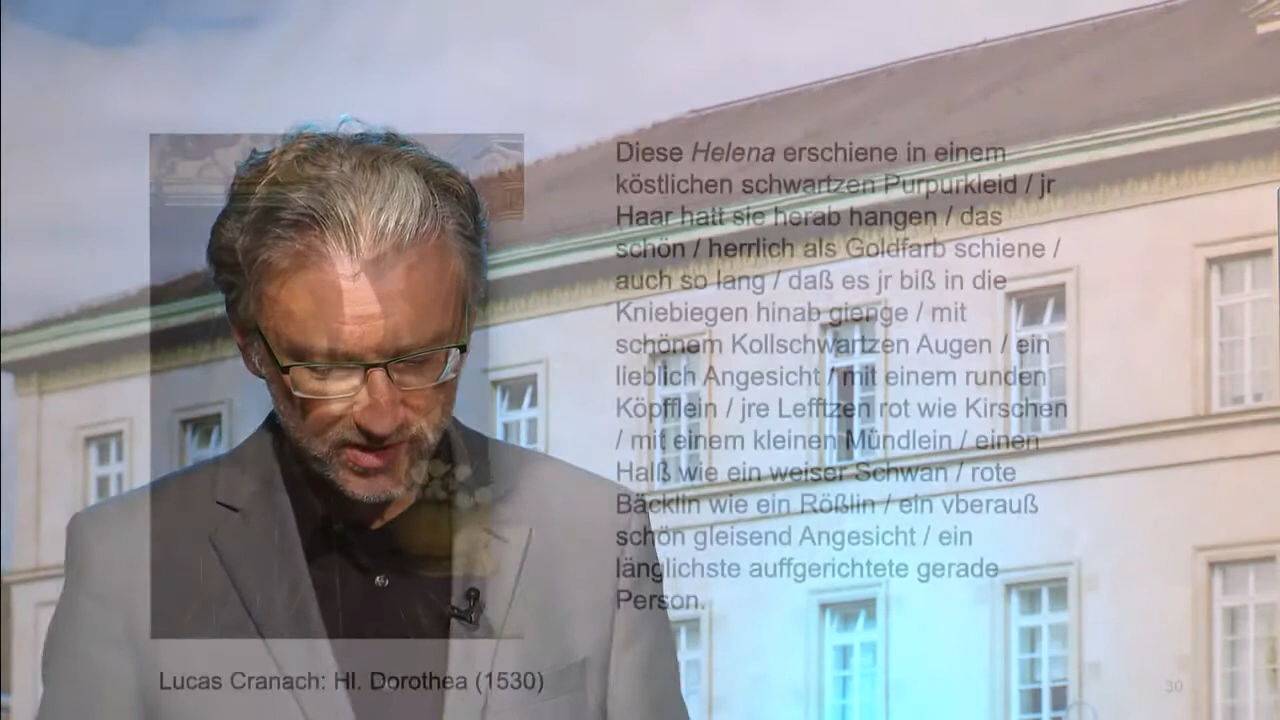 Diese Helena erschiene in einem
köstlichen schwartzen Purpurkleid / jr
Haar hatt sie herab hangen / das
schön / herrlich als Goldfarb schiene /
auch so lang / daß es jr biß in die
Kniebiegen hinab gienge / mit
schönem Kollschwartzen Augen / ein
lieblich Angesicht / mit einem runden
Köpfflein / jre Lefftzen rot wie Kirschen
/ mit einem kleinen Mündlein / einen
Halß wie ein weiser Schwan / rote
Bäcklin wie ein Rößlin / ein vberauß
schön gleisend Angesicht / ein
länglichste auffgerichtete gerade
Person.
Lucas Cranach: Hl. Dorothea (1530)
30